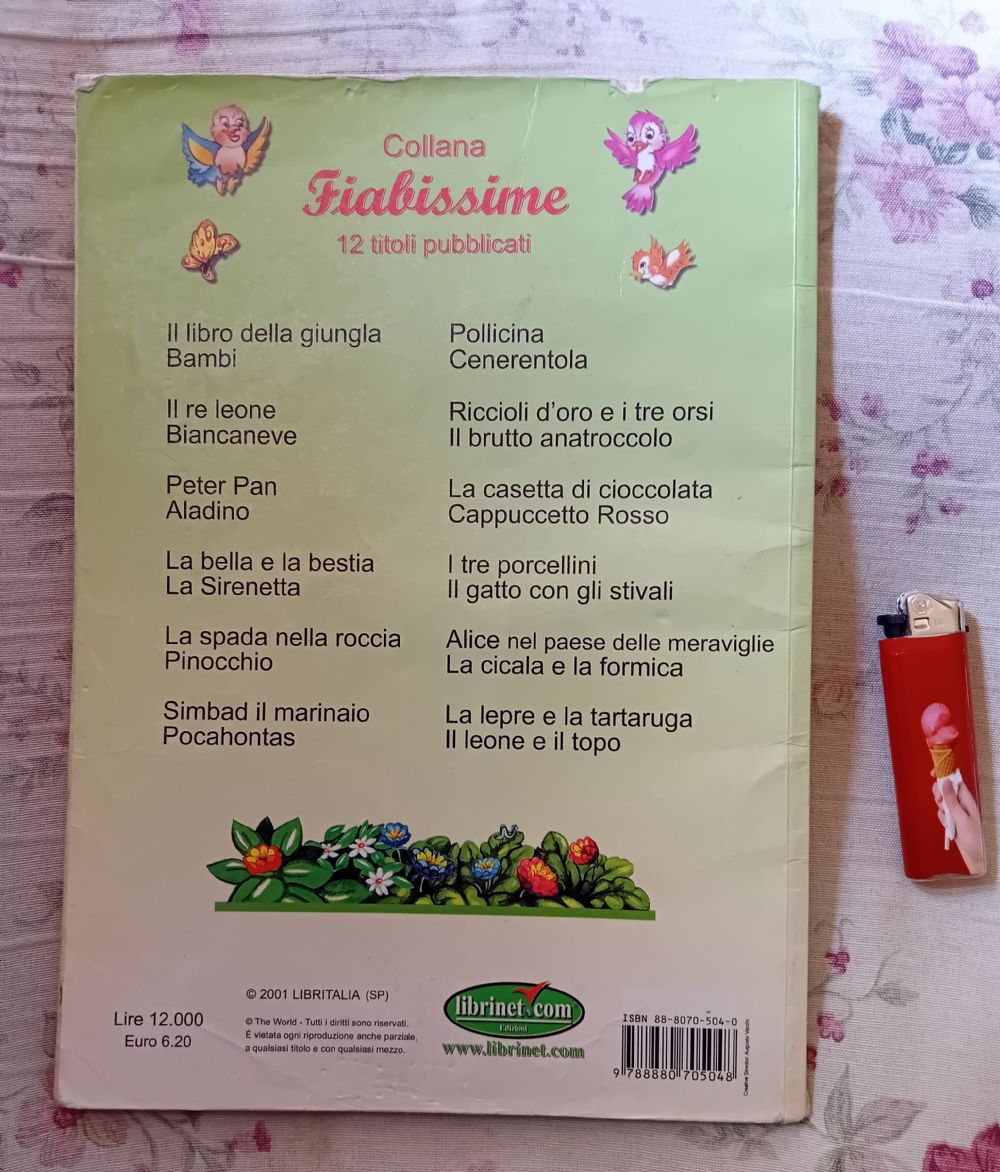 Collana
Fiabissime
12 titoli pubblicati
Il libro della giungla
Bambi
Il re leone
Biancaneve
Peter Pan
Aladino
La bella e la bestia
La Sirenetta
La spada nella roccia
Pinocchio
Simbad il marinaio
Pocahontas
Pollicina
Cenerentola
Riccioli d'oro e i tre orsi
Il brutto anatroccolo
La casetta di cioccolata
Cappuccetto Rosso
I tre porcellini
Il gatto con gli stivali
Alice nel paese delle meraviglie
La cicala e la formica
La lepre e la tartaruga
Il leone e il topo
Lire 12.000
Euro 6.20
© 2001 LIBRITALIA (SP)
© The World - Tutti i diritti sono riservati.
É vietata ogni riproduzione anche parziale,
a qualsiasi titolo e con qualsiasi mezzo.
librinet.com
Edizioni
www.librinet.com
ISBN 88-8070-504-0
9 788880 705048
Creative Director: Augusto Vecchi